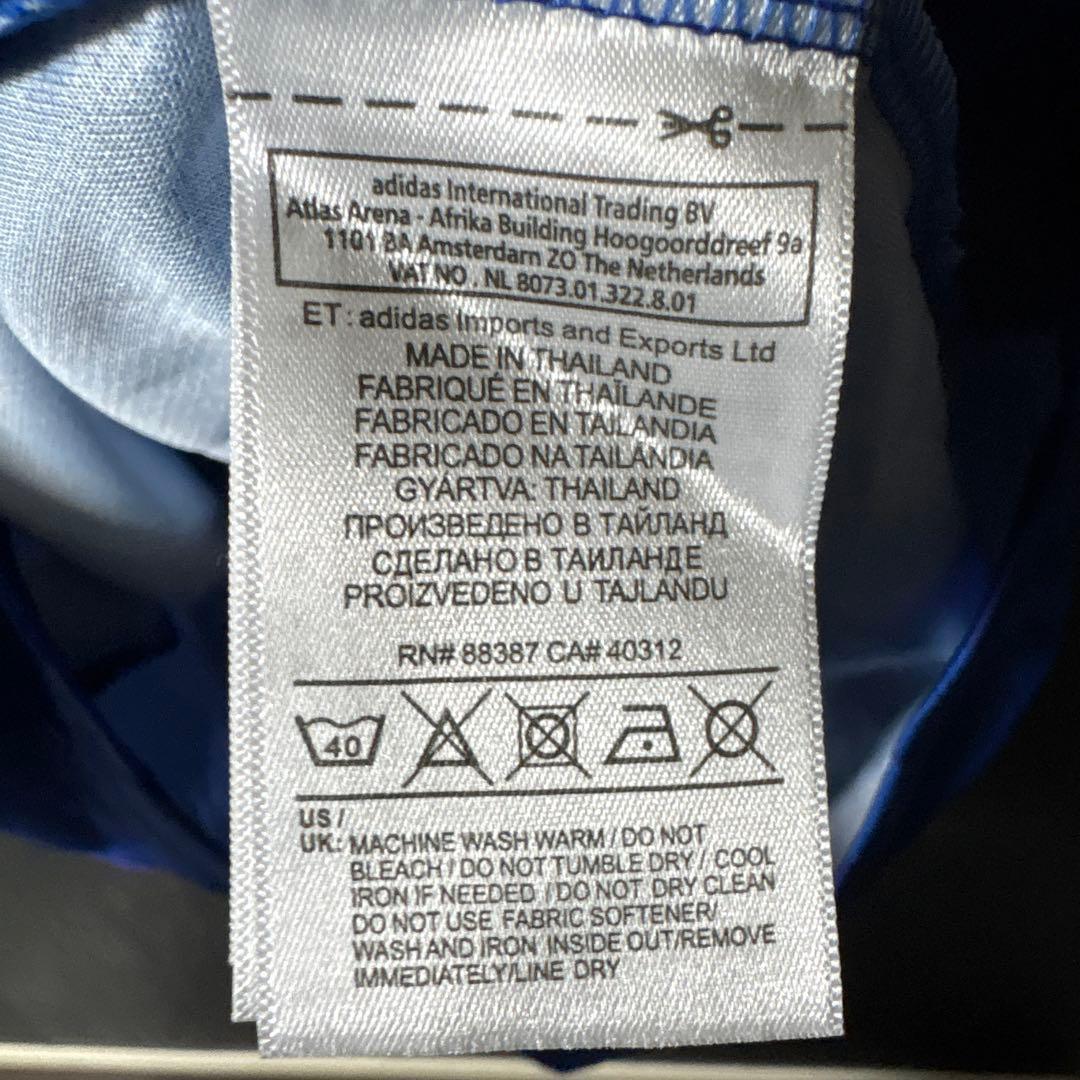 adidas International Trading BV
Atlas Arena - Afrika Building Hoogoorddreef 9a
1101 BA Amsterdam ZO The Netherlands
VAT NO . NL 8073.01.322.8.01
ET : adidas Imports and Exports Ltd
MADE IN THAILAND
FABRIQUÉ EN THAÏLANDE
FABRICADO EN TAILANDIA
FABRICADO NA TAILÂNDIA
GYÁRTVA: THAILAND
ПРОИЗВЕДЕНО В ТАЙЛАНД
СДЕЛАНО В ТАИЛАНДЕ
PROIZVEDENO U TAJLANDU
RN# 88387 CA# 40312
40
US /
UK: MACHINE WASH WARM / DO NOT
BLEACH / DO NOT TUMBLE DRY / COOL
IRON IF NEEDED / DO NOT DRY CLEAN
DO NOT USE FABRIC SOFTENER/
WASH AND IRON INSIDE OUT/REMOVE
IMMEDIATELY/LINE DRY